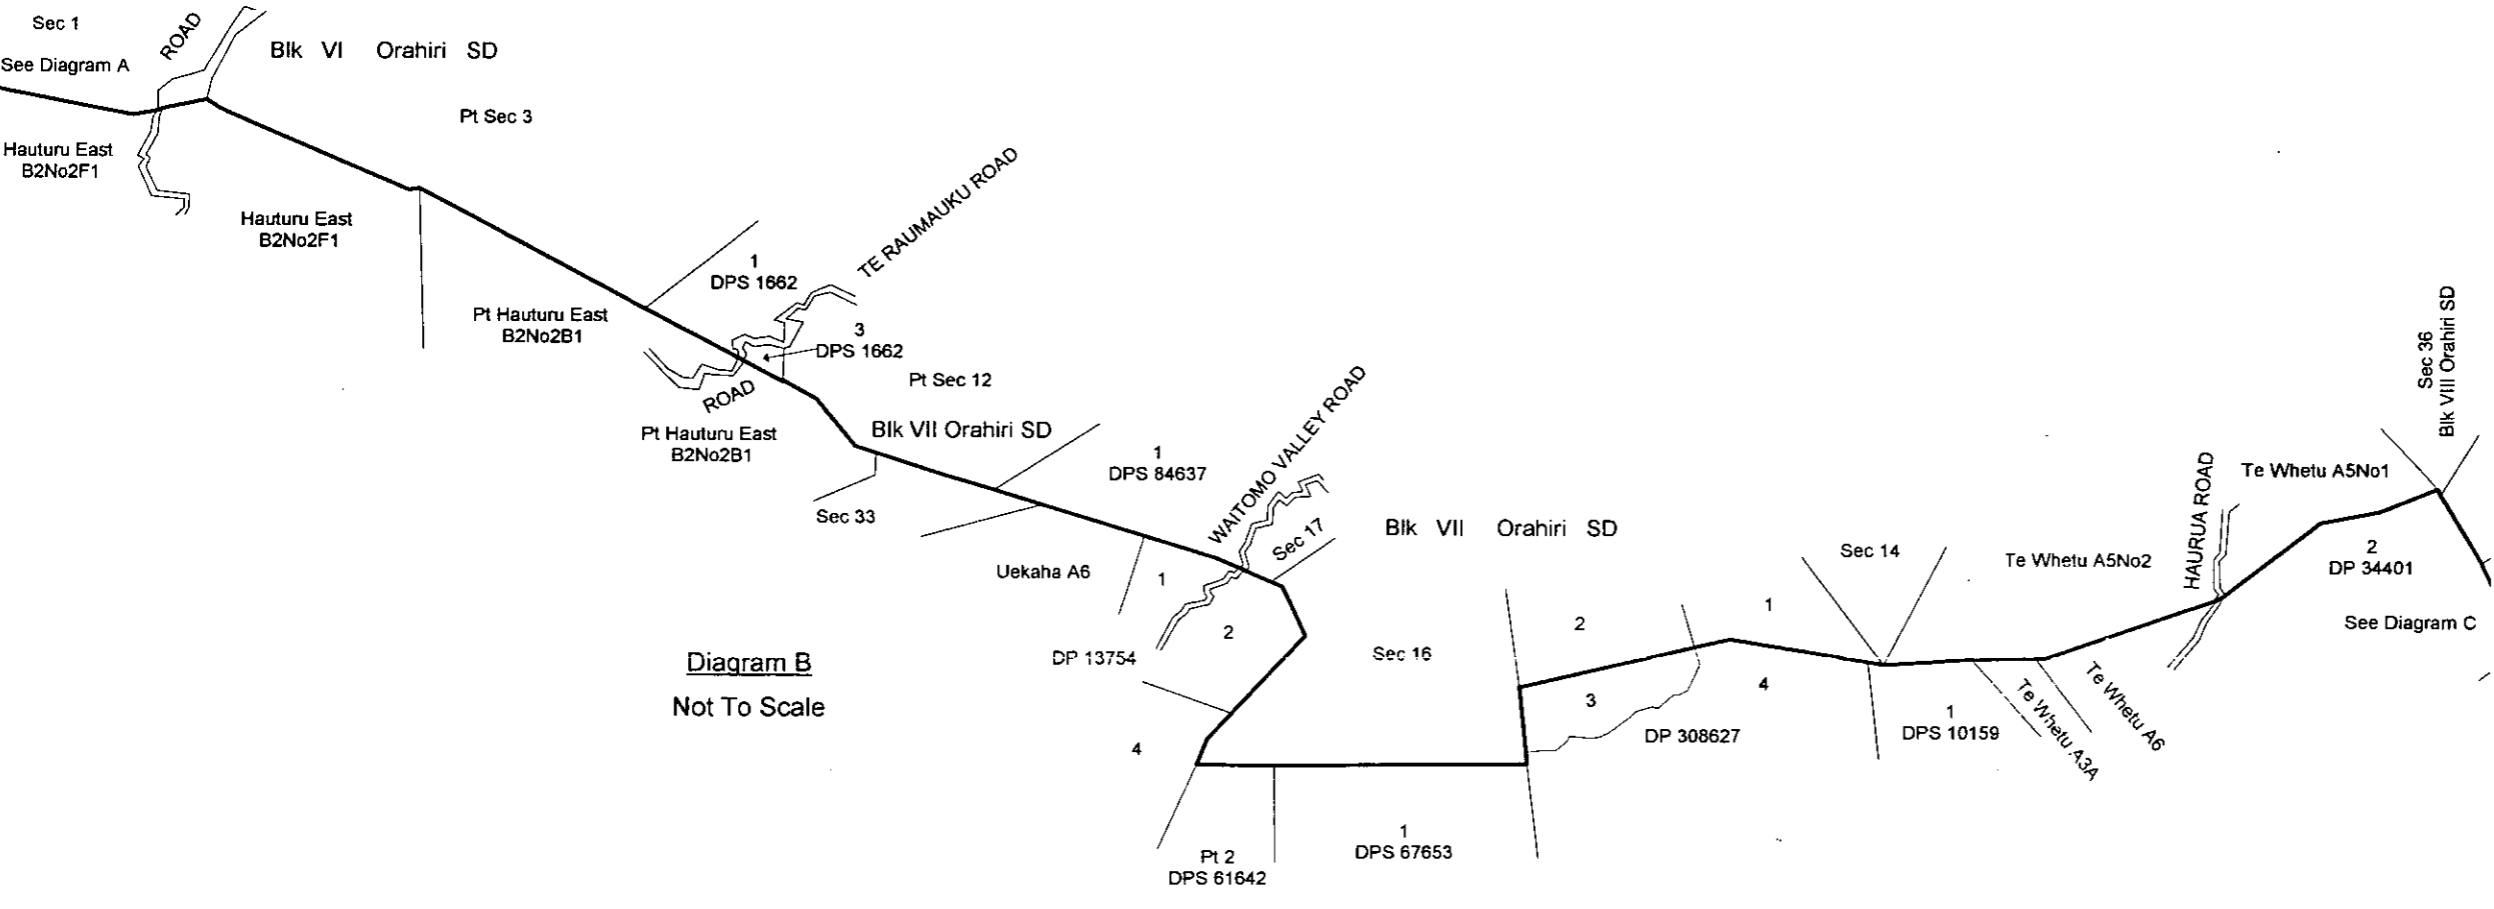 Sec 1
See Diagram A
ROAD
Blk VI Orahiri SD
Pt Sec 3
Hauturu East
B2No2F1
Hauturu East
B2No2F1
Pt Hauturu East
B2No2B1
1
DPS 1662
TE RAUMAUKU ROAD
3
DPS 1662
ROAD
Pt Hauturu East
B2No2B1
Pt Sec 12
Blk VII Orahiri SD
Sec 33
1
DPS 84637
WAITOMO VALLEY ROAD
Sec 17
Uekaha A6
1
2
DP 13754
4
Diagram B
Not To Scale
Blk VII Orahiri SD
Sec 16
Pt 2
DPS 61642
1
DPS 67653
2
1
3
4
DP 308627
Sec 14
1
DPS 10159
Te Whetu A3A
Te Whetu A6
Te Whetu A5No2
HAURUA ROAD
Te Whetu A5No1
Sec 36
Blk VIII Orahiri SD
2
DP 34401
See Diagram C